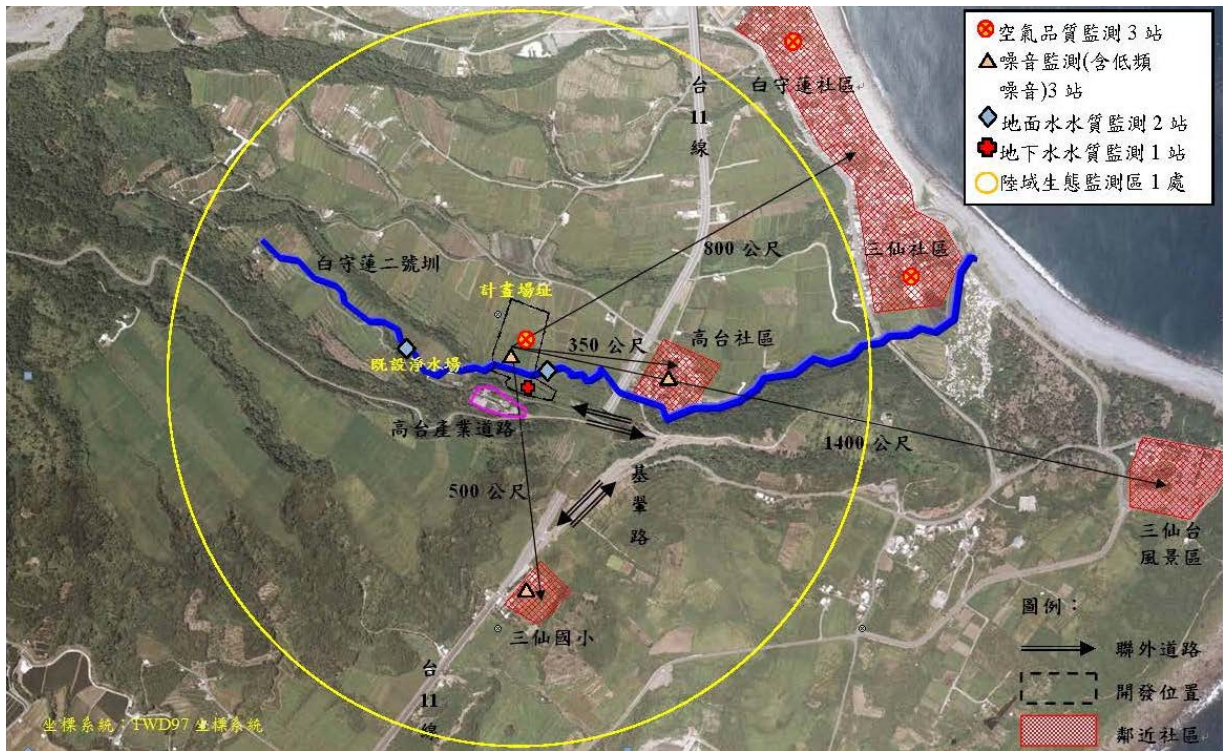 空氣品質監測 3 站
噪音監測(含低頻
噪音)3 站
地面水水質監測 2 站
地下水水質監測 1 站
陸域生態監測區 1 處
台
11
線
白守蓮社區
三仙社區
800 公尺
白守蓮二號圳
計畫場址
高台社區
350 公尺
既設淨水場
高台產業道路
1400 公尺
500 公尺
基
翬
路
三仙台
風景區
三仙國小
台
11
線
圖例：
聯外道路
開發位置
鄰近社區
坐標系統：TWD97 坐標系統